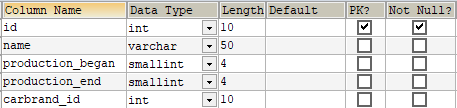 Column Name Data Type Length Default PK? Not Null?
id int 10
name varchar 50
production_began smallint 4
production_end smallint 4
carbrand_id int 10